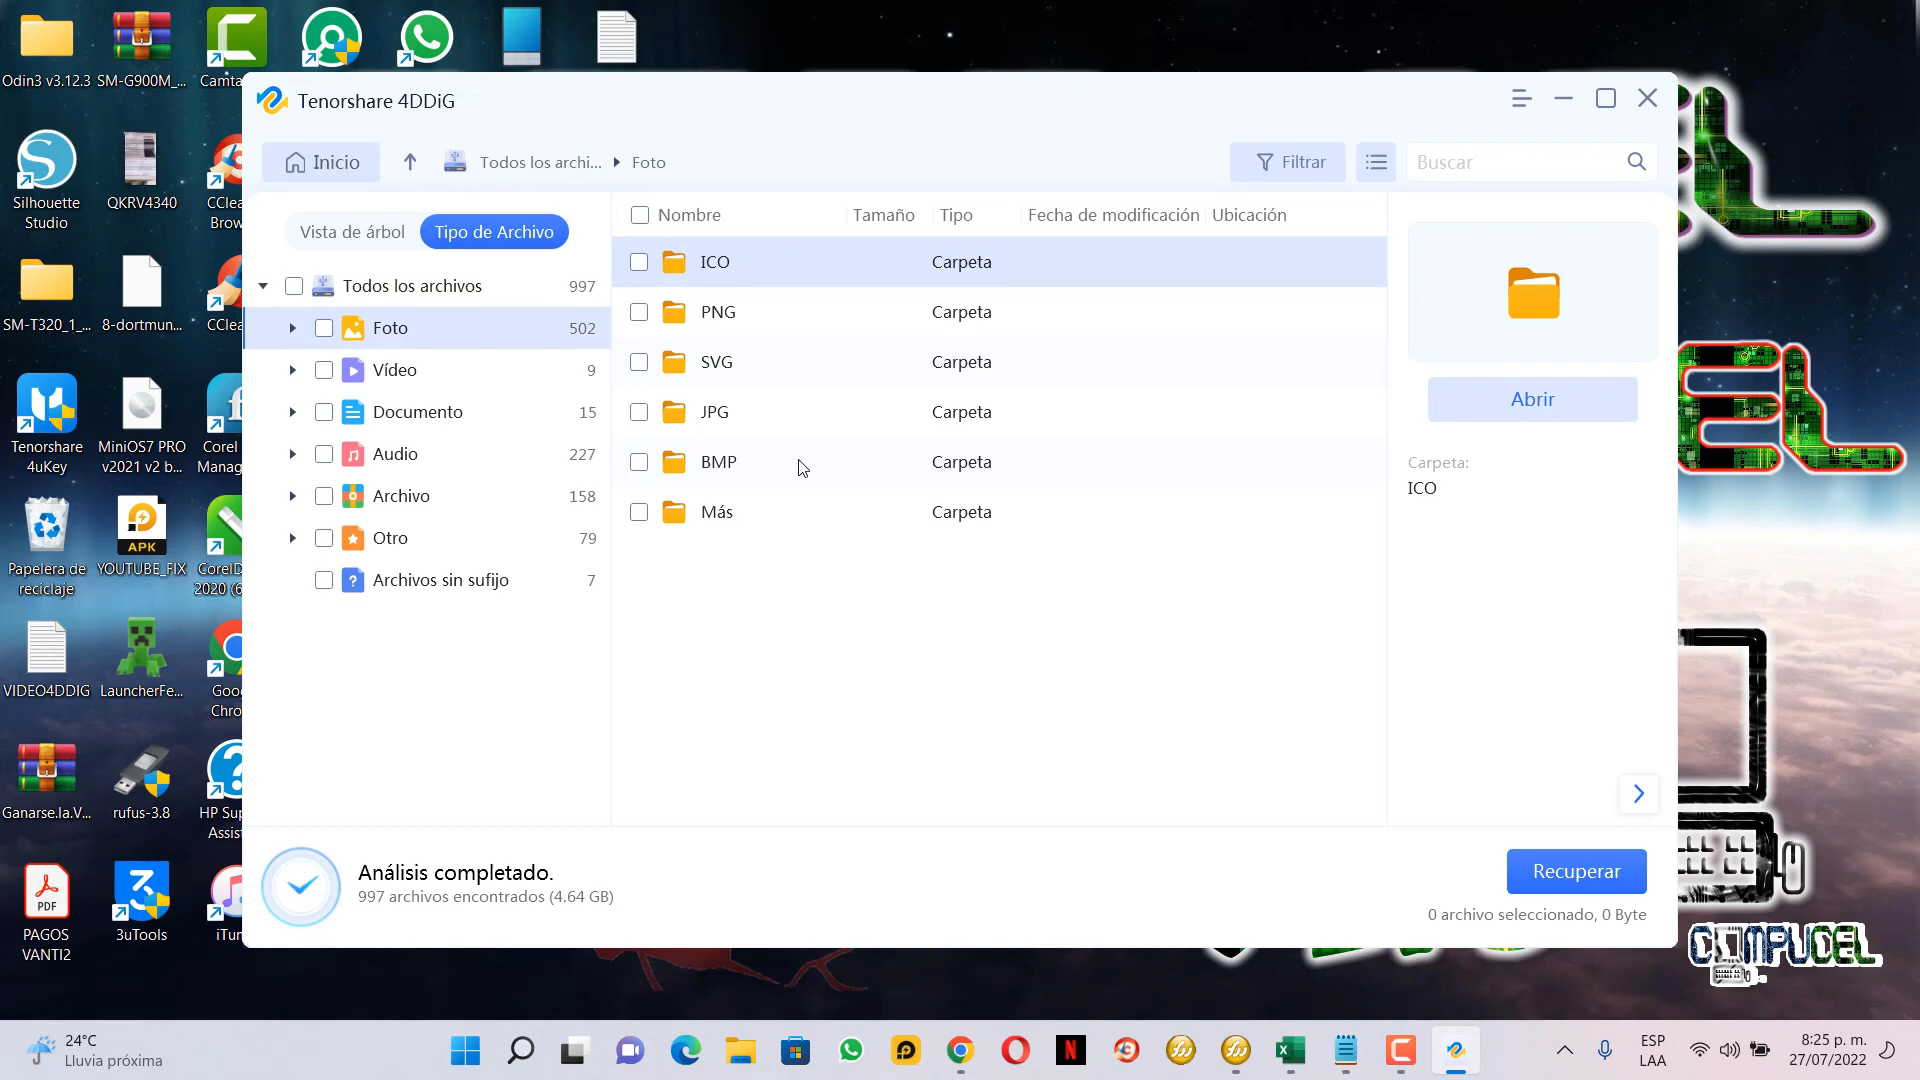 Odin3 v3.12.3
SM-G900M_...
Camta
Silhouette
Studio
QKRV4340
CClea
Brow
SM-T320_1_...
8-dortmun...
CClea
Tenorshare
4uKey
MiniOS7 PRO
v2021 v2 b...
Corel
Manag
Papelera de
reciclaje
APK
YOUTUBE_FIX
CorelD
2020 (6
VIDEO4DDIG
LauncherFe...
Goo
Chro
Ganarse.la.V...
rufus-3.8
HP Sup
Assist
PDF
PAGOS
VANTI2
3uTools
iTun
Tenorshare 4DDiG
Inicio
Todos los archi...
Foto
Filtrar
Buscar
Vista de árbol
Tipo de Archivo
Todos los archivos 997
Foto 502
Vídeo 9
Documento 15
Audio 227
Archivo 158
Otro 79
Archivos sin sufijo 7
Nombre Tamaño Tipo Fecha de modificación Ubicación
ICO Carpeta
PNG Carpeta
SVG Carpeta
JPG Carpeta
BMP Carpeta
Más Carpeta
Abrir
Carpeta:
ICO
Análisis completado.
997 archivos encontrados (4.64 GB)
Recuperar
0 archivo seleccionado, 0 Byte
COMPUCEL
24°C
Lluvia próxima
ESP
LAA
8:25 p. m.
27/07/2022